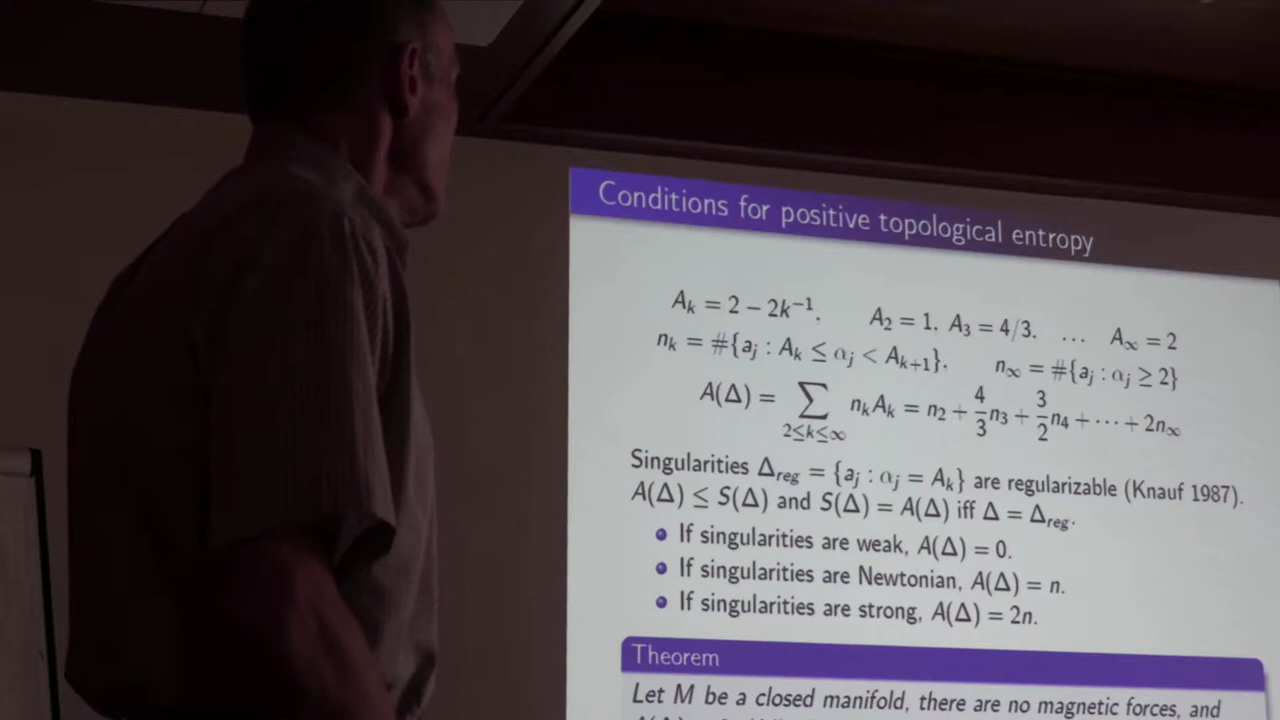 Conditions for positive topological entropy
A_k = 2 − 2k^{−1}. A_2 = 1. A_3 = 4/3. … A_∞ = 2
n_k = #{a_j : A_k ≤ α_j < A_{k+1}}. n_∞ = #{a_j : α_j ≥ 2}
A(Δ) = ∑_{2≤k≤∞} n_k A_k = n_2 + 4/3 n_3 + 3/2 n_4 + ⋯ + 2n_∞
Singularities Δ_reg = {a_j : α_j = A_k} are regularizable (Knauf 1987).
A(Δ) ≤ S(Δ) and S(Δ) = A(Δ) iff Δ = Δ_reg.
• If singularities are weak, A(Δ) = 0.
• If singularities are Newtonian, A(Δ) = n.
• If singularities are strong, A(Δ) = 2n.
Theorem
Let M be a closed manifold, there are no magnetic forces, and